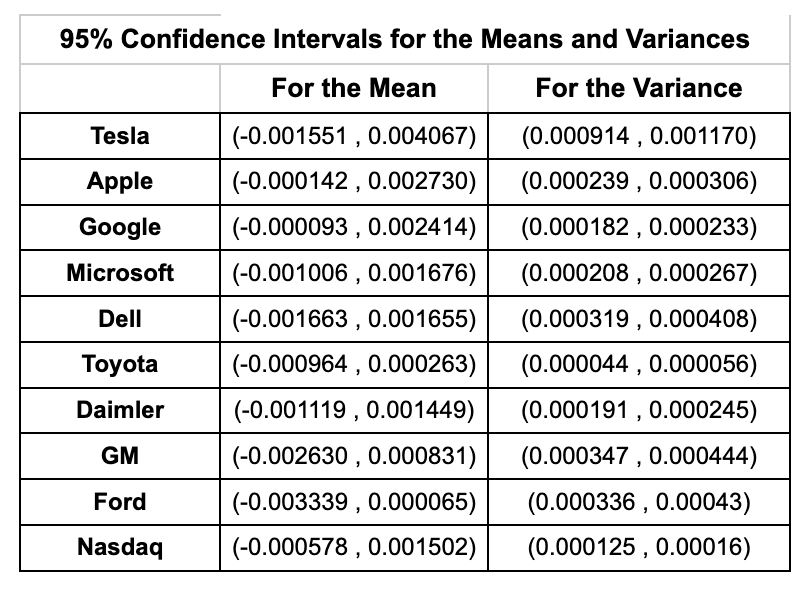 95% Confidence Intervals for the Means and Variances
For the Mean For the Variance
Tesla (-0.001551 , 0.004067) (0.000914 , 0.001170)
Apple (-0.000142 , 0.002730) (0.000239 , 0.000306)
Google (-0.000093 , 0.002414) (0.000182 , 0.000233)
Microsoft (-0.001006 , 0.001676) (0.000208 , 0.000267)
Dell (-0.001663 , 0.001655) (0.000319 , 0.000408)
Toyota (-0.000964 , 0.000263) (0.000044 , 0.000056)
Daimler (-0.001119 , 0.001449) (0.000191 , 0.000245)
GM (-0.002630 , 0.000831) (0.000347 , 0.000444)
Ford (-0.003339 , 0.000065) (0.000336 , 0.00043)
Nasdaq (-0.000578 , 0.001502) (0.000125 , 0.00016)